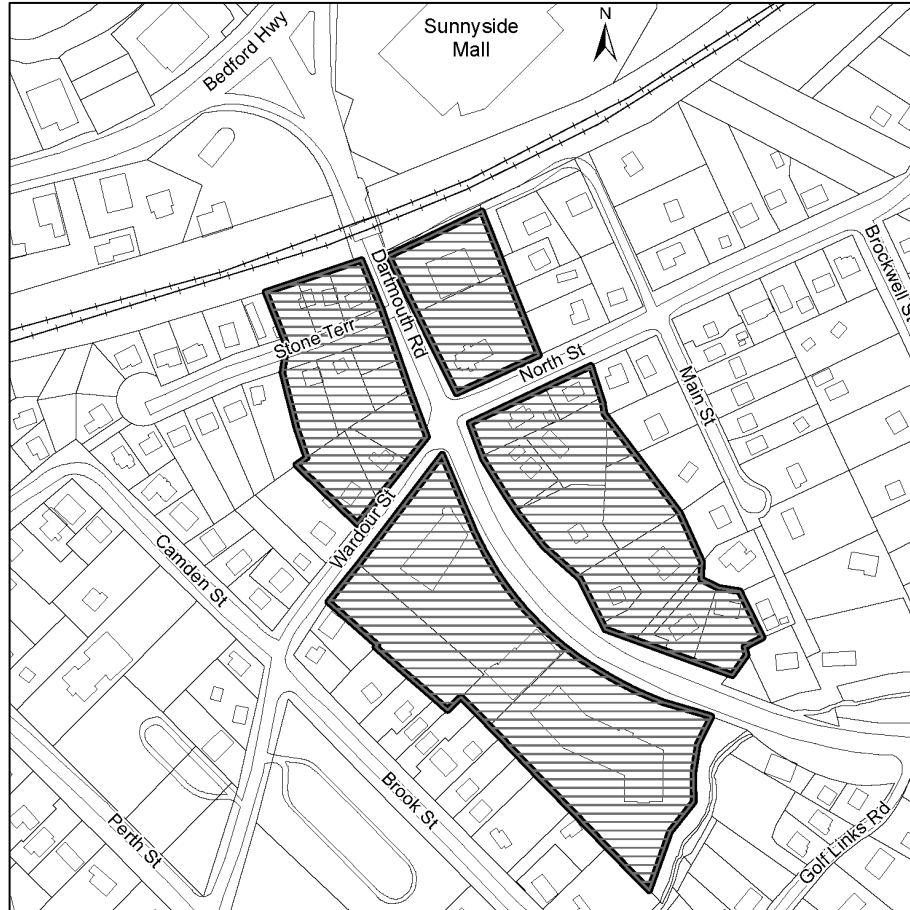 Bedford Hwy
Sunnyside
Mall
N
Dartmouth Rd
Stone Terr
North St
Brockwell St
Main St
Wardour St
Camden St
Brook St
Perth St
Golf Links Rd